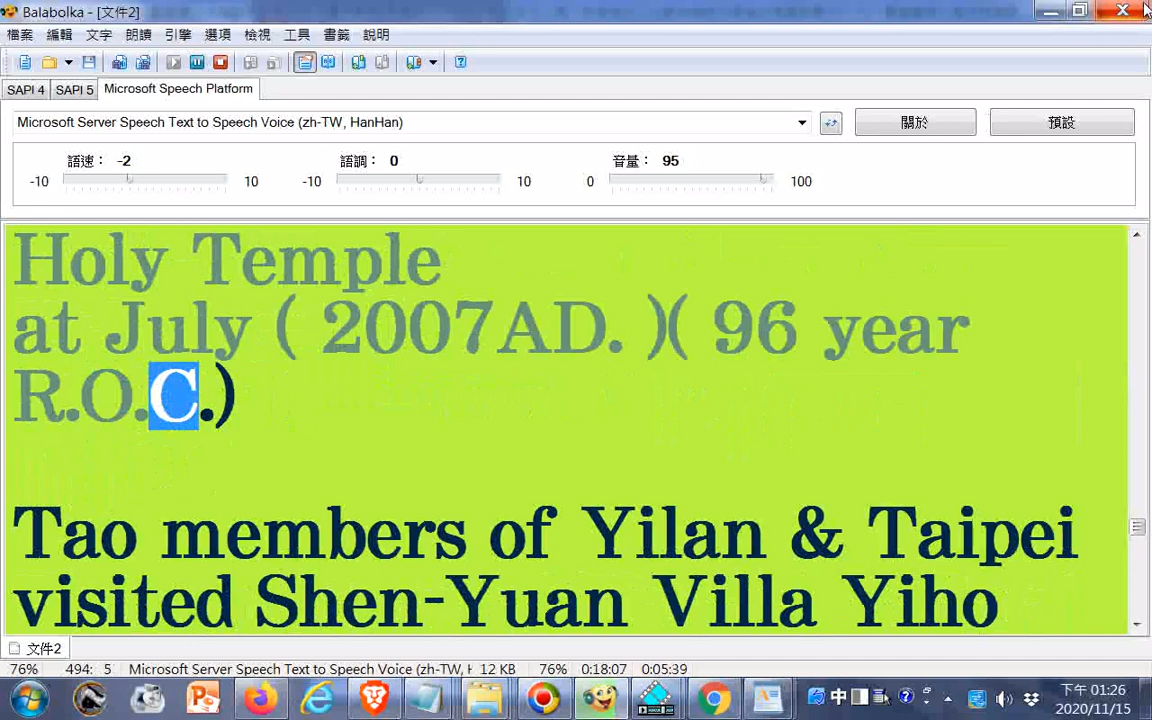 Balabolka - [文件2]
檔案 編輯 文字 朗讀 引擎 選項 檢視 工具 書籤 說明
SAPI 4 SAPI 5 Microsoft Speech Platform
Microsoft Server Speech Text to Speech Voice (zh-TW, HanHan) 關於 預設
語速： -2 語調： 0 音量： 95
-10 10 -10 10 0 100
Holy Temple
at July ( 2007AD. )( 96 year
R.O.C.)
Tao members of Yilan & Taipei
visited Shen-Yuan Villa Yiho
文件2
76% 494: 5 Microsoft Server Speech Text to Speech Voice (zh-TW, H 12 KB 76% 0:18:07 0:05:39
中 下午 01:26
2020/11/15